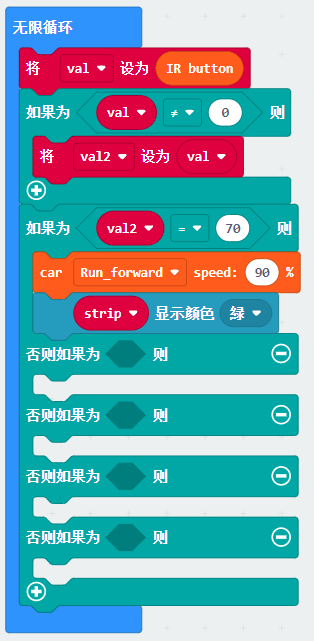 无限循环
将 val 设为 IR button
如果为 val ≠ 0 则
将 val2 设为 val
如果为 val2 = 70 则
car Run_forward speed: 90 %
strip 显示颜色 绿
否则如果为 则
否则如果为 则
否则如果为 则
否则如果为 则